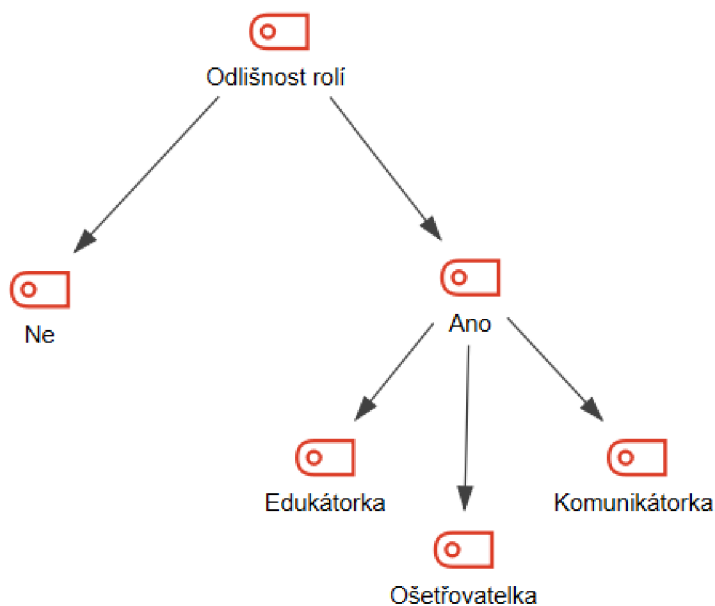 Odlišnost rolí
Ne
Ano
Edukátorka
Komunikátorka
Ošetřovatelka